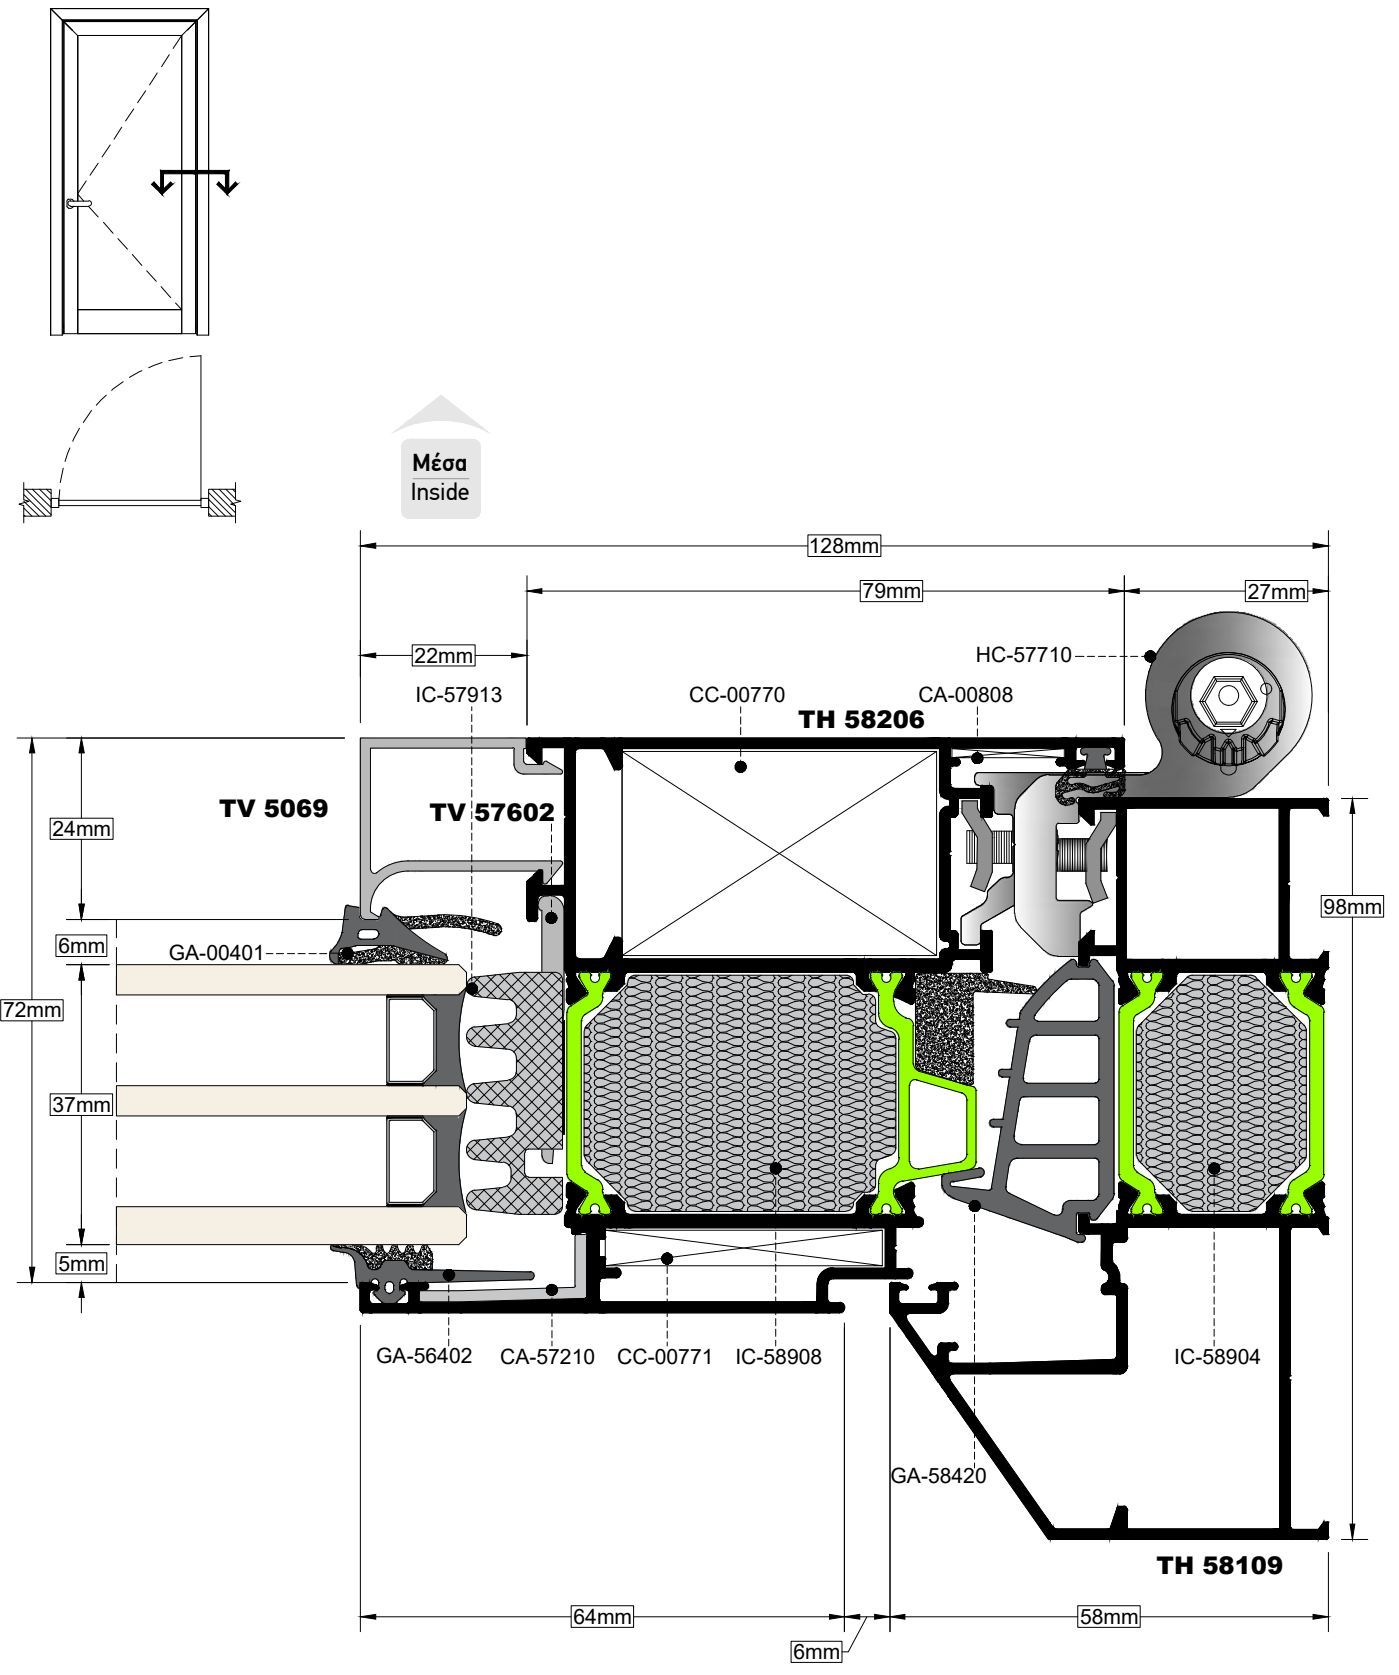 Μέσα
Inside
128mm
79mm
27mm
22mm
HC-57710
IC-57913
CC-00770
CA-00808
TH 58206
TV 5069
TV 57602
24mm
98mm
6mm
GA-00401
72mm
37mm
5mm
GA-56402
CA-57210
CC-00771
IC-58908
IC-58904
GA-58420
TH 58109
64mm
58mm
6mm